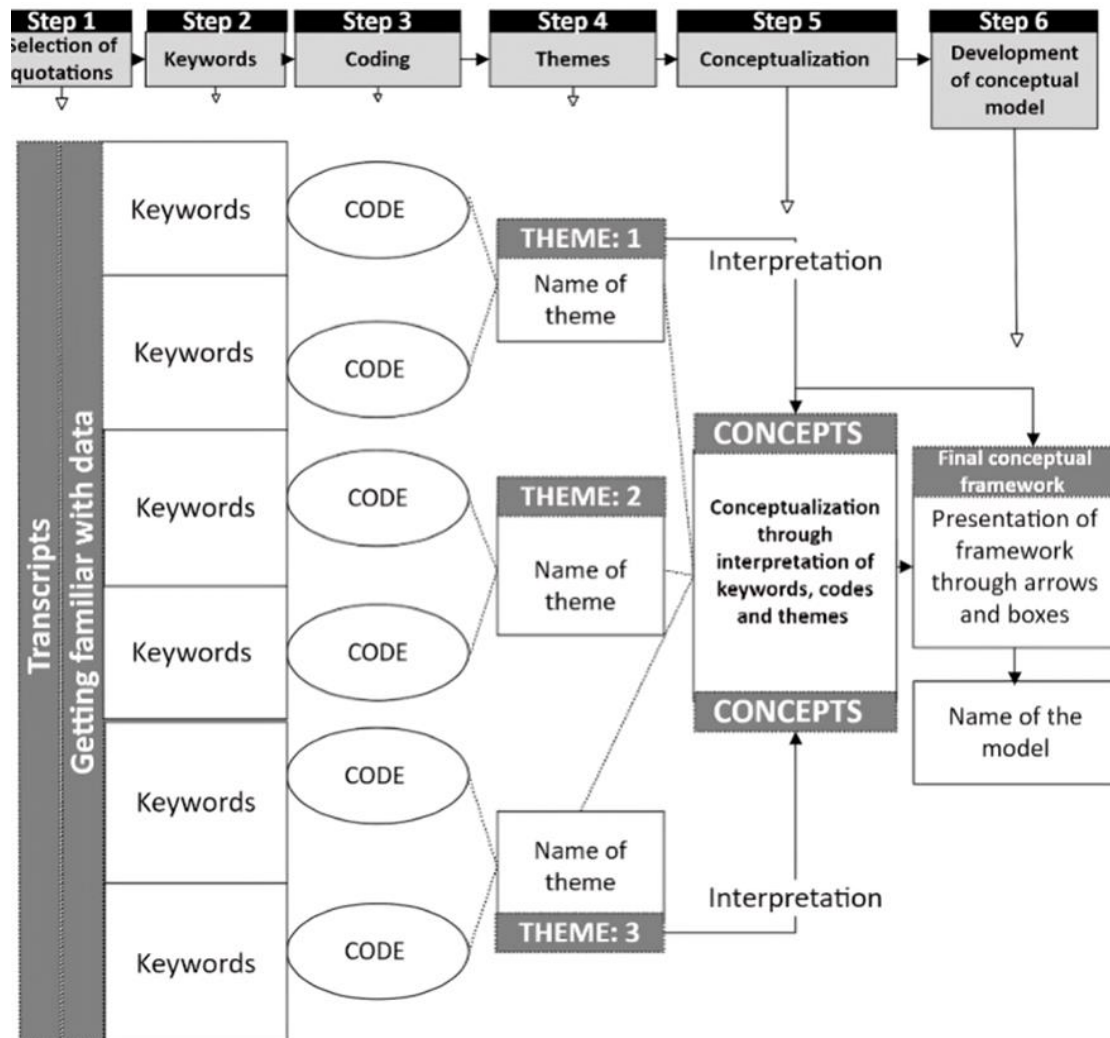 Step 1
Step 2
Step 3
Step 4
Step 5
Step 6
Selection of
quotations
Keywords
Coding
Themes
Conceptualization
Development
of conceptual
model
Transcripts
Getting familiar with data
Keywords
Keywords
Keywords
Keywords
Keywords
Keywords
CODE
CODE
CODE
CODE
CODE
CODE
THEME: 1
Name of
theme
THEME: 2
Name of
theme
Name of
theme
THEME: 3
Interpretation
CONCEPTS
Conceptualization
through
interpretation of
keywords, codes
and themes
CONCEPTS
Interpretation
Final conceptual
framework
Presentation of
framework
through arrows
and boxes
Name of the
model